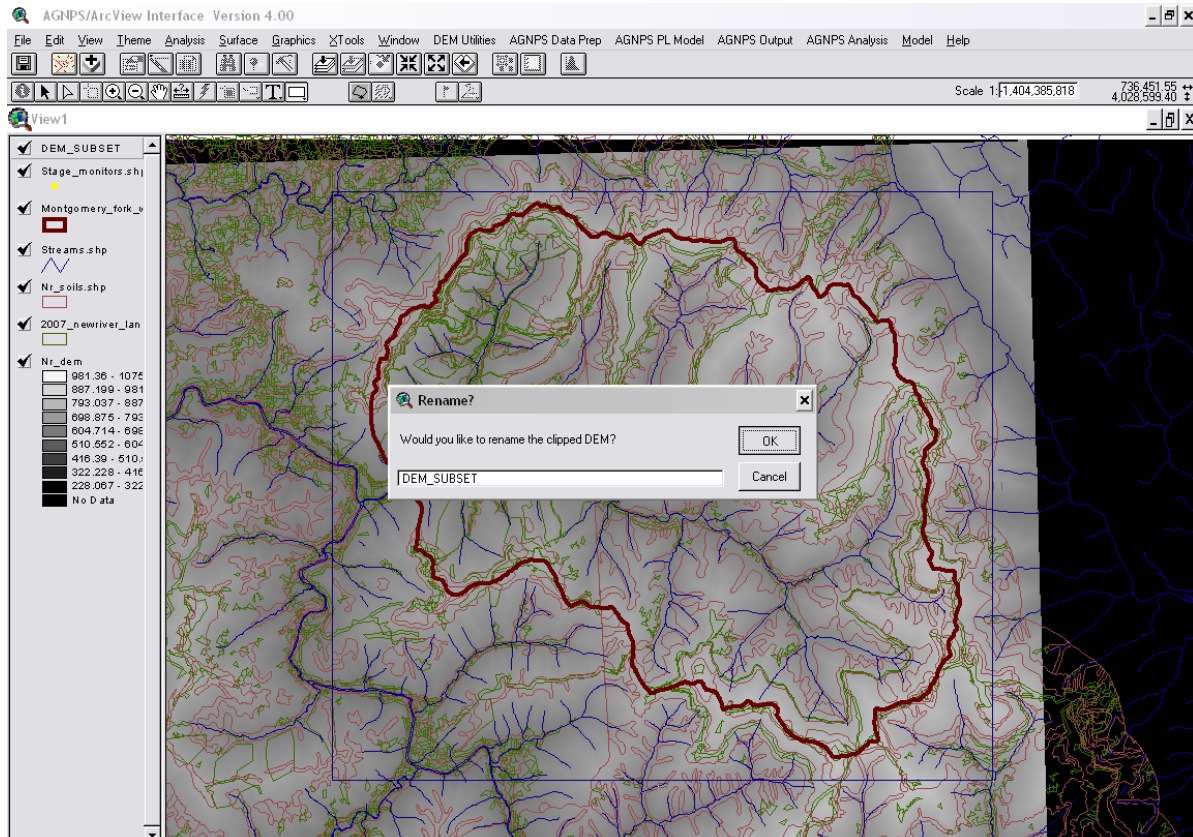 AGNPS/ArcView Interface Version 4.00
File Edit View Theme Analysis Surface Graphics XTools Window DEM Utilities AGNPS Data Prep AGNPS PL Model AGNPS Output AGNPS Analysis Model Help
T
Scale 1: -1,404,385,818
736,451.55
4,028,599.40
View1
DEM_SUBSET
Stage_monitors.shp
Montgomery_fork_w
Streams.shp
Nr_soils.shp
2007_newriver_lan
Nr_dem
981.36 - 1075
887.199 - 981
793.037 - 887
698.875 - 793
604.714 - 698
510.552 - 604
416.39 - 510.
322.228 - 416
228.067 - 322
No Data
Rename?
Would you like to rename the clipped DEM?
OK
DEM_SUBSET
Cancel